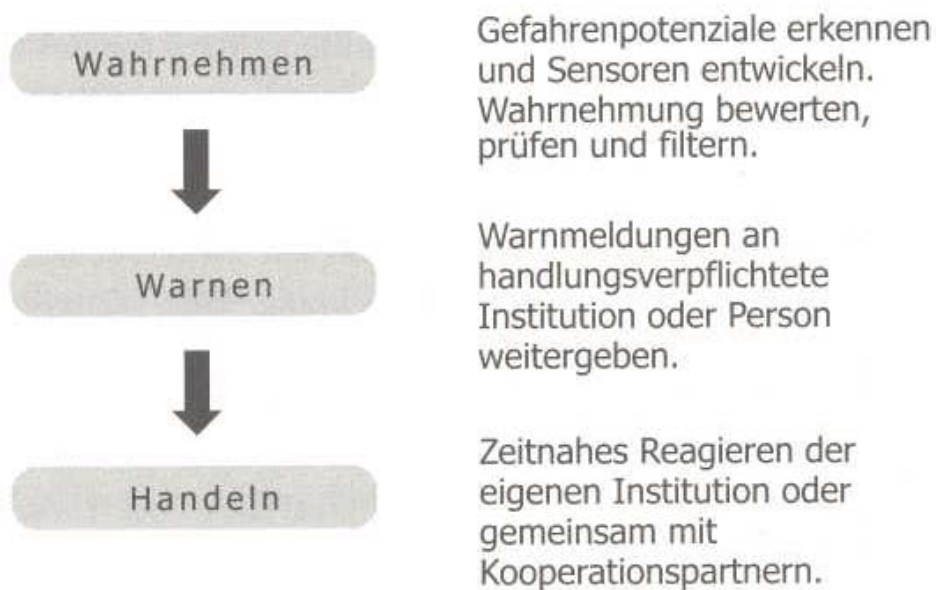 Wahrnehmen
Gefahrenpotenziale erkennen
und Sensoren entwickeln.
Wahrnehmung bewerten,
prüfen und filtern.
Warnen
Warnmeldungen an
handlungsverpflichtete
Institution oder Person
weitergeben.
Handeln
Zeitnahes Reagieren der
eigenen Institution oder
gemeinsam mit
Kooperationspartnern.